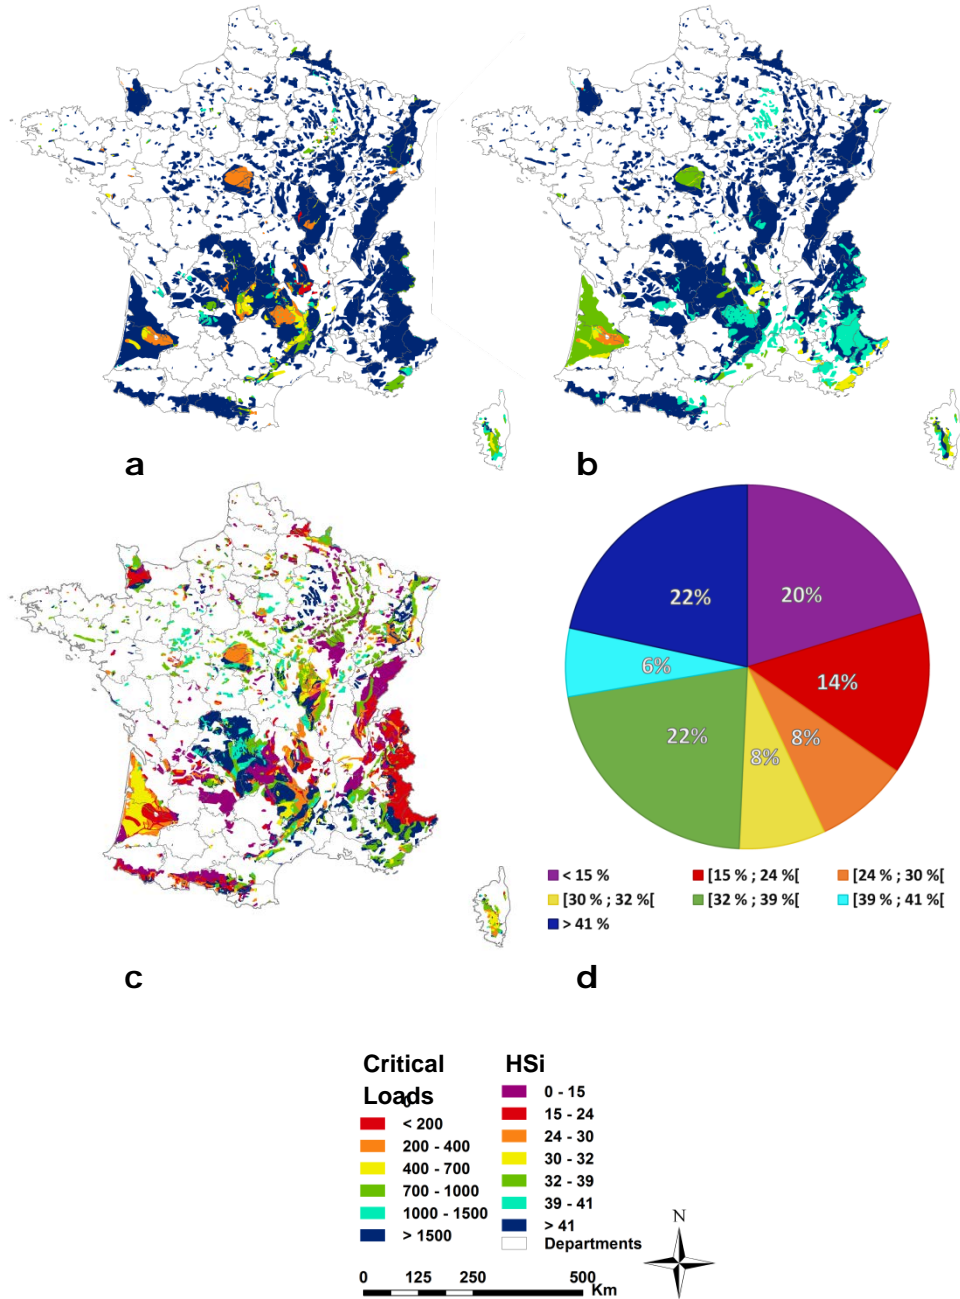 a
b
22%
20%
6%
14%
22%
8%
8%
< 15 %
[15 % ; 24 %[
[24 % ; 30 %[
[30 % ; 32 %[
[32 % ; 39 %[
[39 % ; 41 %[
> 41 %
c
d
Critical
Loads
HSi
0
< 200
200 - 400
400 - 700
700 - 1000
1000 - 1500
> 1500
0 - 15
15 - 24
24 - 30
30 - 32
32 - 39
39 - 41
> 41
Departments
N
0 125 250 500
Km